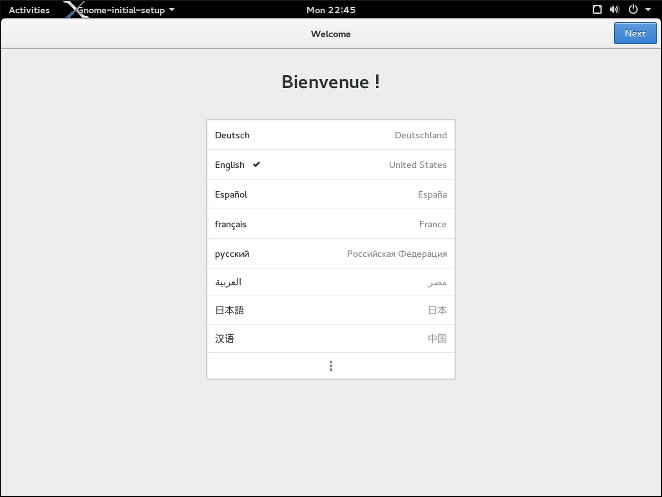 Activities Gnome-initial-setup Mon 22:45
Welcome Next
Bienvenue !
Deutsch Deutschland
English United States
Español España
français France
русский Российская Федерация
العربية مصر
日本語 日本
汉语 中国